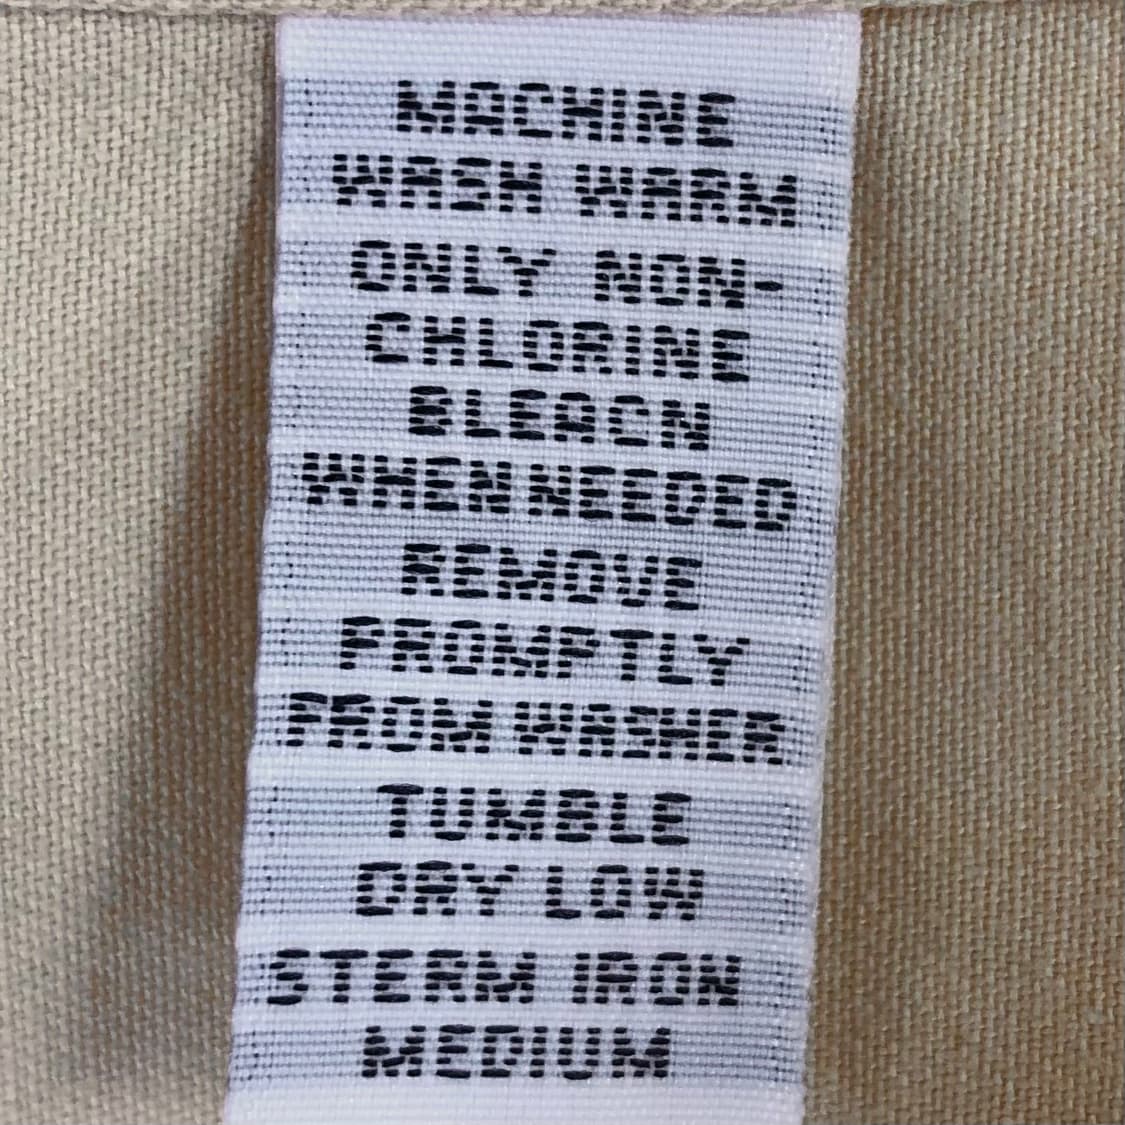 MACHINE
WASH WARM
ONLY NON-
CHLORINE
BLEACH
WHEN NEEDED
REMOVE
PROMPTLY
FROM WASHER
TUMBLE
DRY LOW
STEAM IRON
MEDIUM